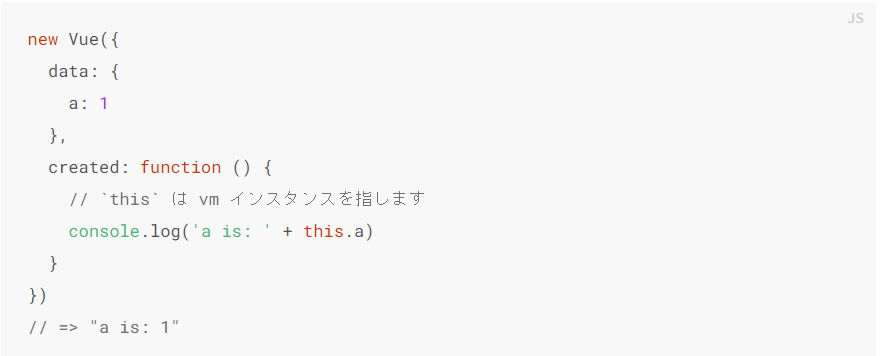 JS
new Vue({
  data: {
    a: 1
  },
  created: function () {
    // `this` は vm インスタンスを指します
    console.log('a is: ' + this.a)
  }
})
// => "a is: 1"